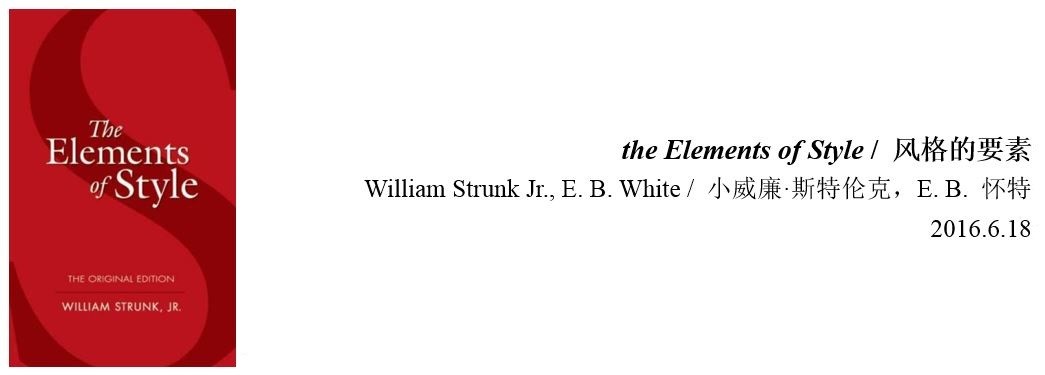 The
Elements
of Style
THE ORIGINAL EDITION
WILLIAM STRUNK, JR.
the Elements of Style / 风格的要素
William Strunk Jr., E. B. White / 小威廉·斯特伦克，E. B. 怀特
2016.6.18